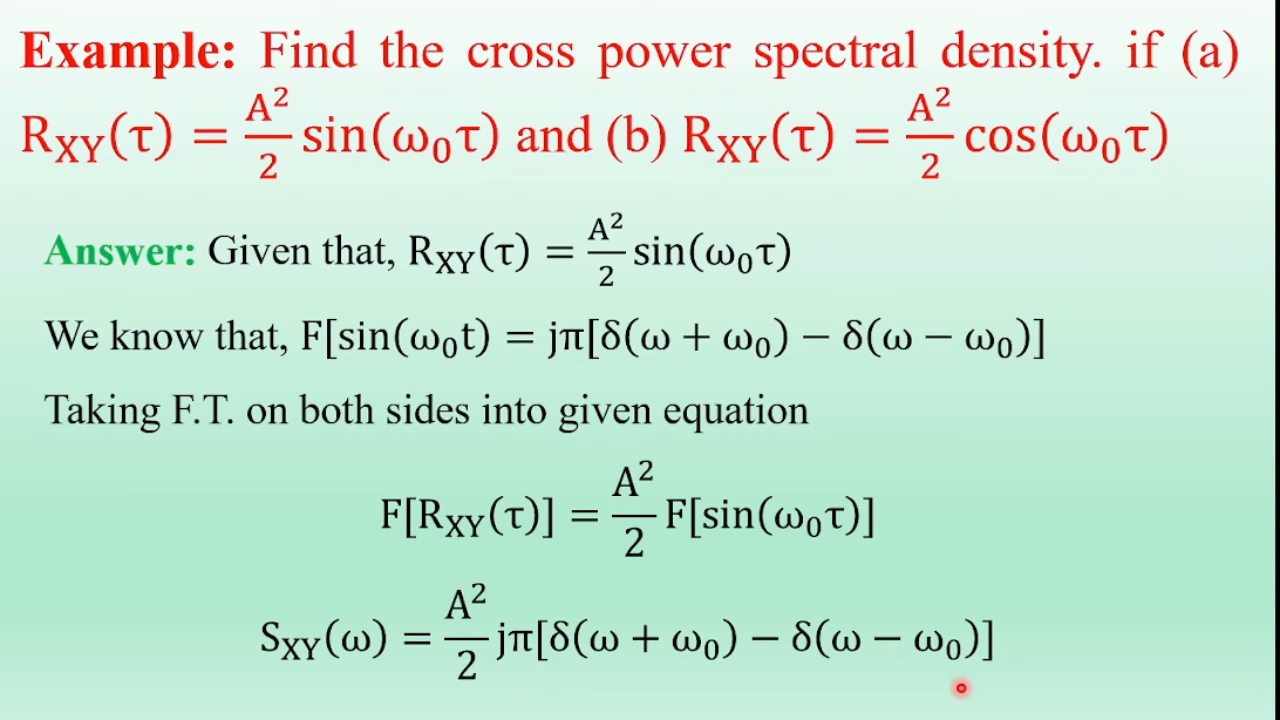 Example: Find the cross power spectral density. if (a)
R_XY(τ) = A²/2 sin(ω₀τ) and (b) R_XY(τ) = A²/2 cos(ω₀τ)
Answer: Given that, R_XY(τ) = A²/2 sin(ω₀τ)
We know that, F[sin(ω₀t) = jπ[δ(ω + ω₀) − δ(ω − ω₀)]
Taking F.T. on both sides into given equation
F[R_XY(τ)] = A²/2 F[sin(ω₀τ)]
S_XY(ω) = A²/2 jπ[δ(ω + ω₀) − δ(ω − ω₀)]